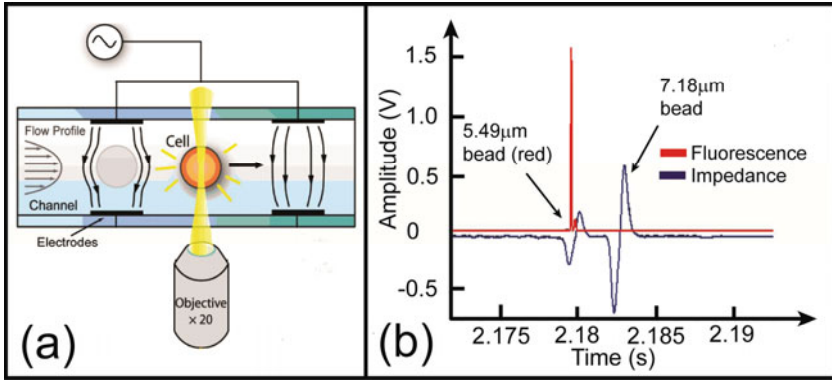 Flow Profile
Cell
Channel
Electrodes
Objective
× 20
(a)
Amplitude (V)
1.5
1.0
0.5
0
-0.5
5.49μm
bead (red)
7.18μm
bead
Fluorescence
Impedance
2.175 2.18 2.185 2.19
Time (s)
(b)